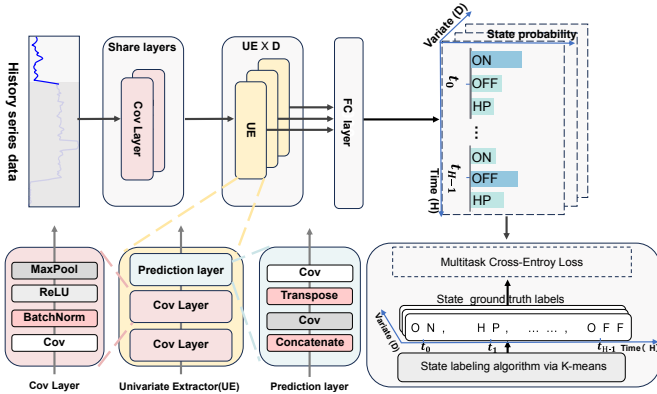 History series data
Share layers
Cov Layer
UE X D
UE
FC layer
Variate (D)
State probability
t0
ON
OFF
HP
...
tH-1
ON
OFF
HP
Time (H)
MaxPool
ReLU
BatchNorm
Cov
Cov Layer
Prediction layer
Cov Layer
Cov Layer
Univariate Extractor(UE)
Cov
Transpose
Cov
Concatenate
Prediction layer
Multitask Cross-Entroy Loss
State ground truth labels
Variate (D)
O N , H P , ... ... , O F F
t0 t1 tH-1 Time( H)
State labeling algorithm via K-means